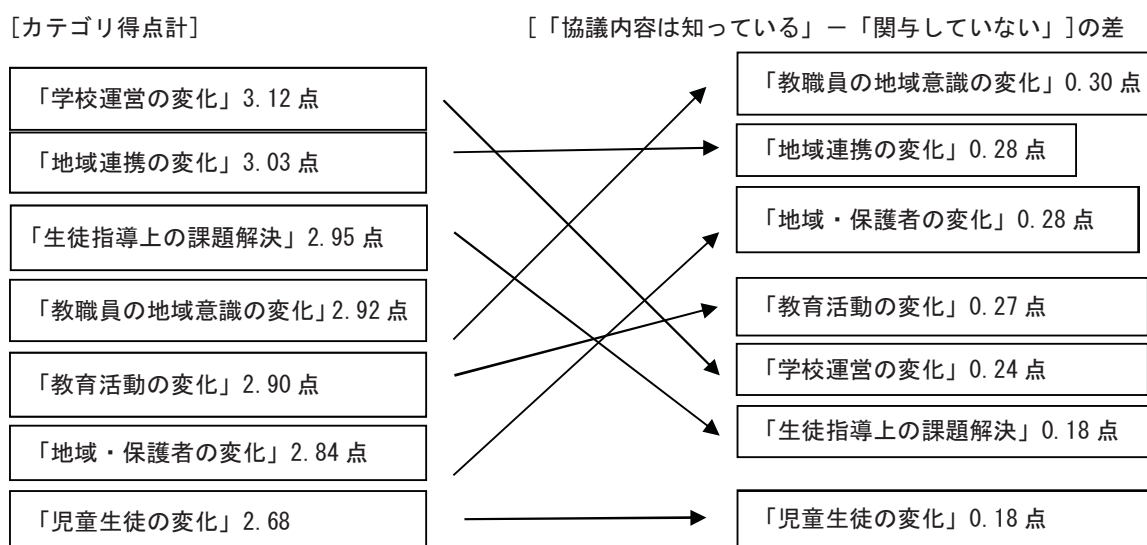 [カテゴリ得点計]
[「協議内容は知っている」－「関与していない」]の差
「学校運営の変化」3.12 点
「地域連携の変化」3.03 点
「生徒指導上の課題解決」2.95 点
「教職員の地域意識の変化」2.92 点
「教育活動の変化」2.90 点
「地域・保護者の変化」2.84 点
「児童生徒の変化」2.68
「教職員の地域意識の変化」0.30 点
「地域連携の変化」0.28 点
「地域・保護者の変化」0.28 点
「教育活動の変化」0.27 点
「学校運営の変化」0.24 点
「生徒指導上の課題解決」0.18 点
「児童生徒の変化」0.18 点